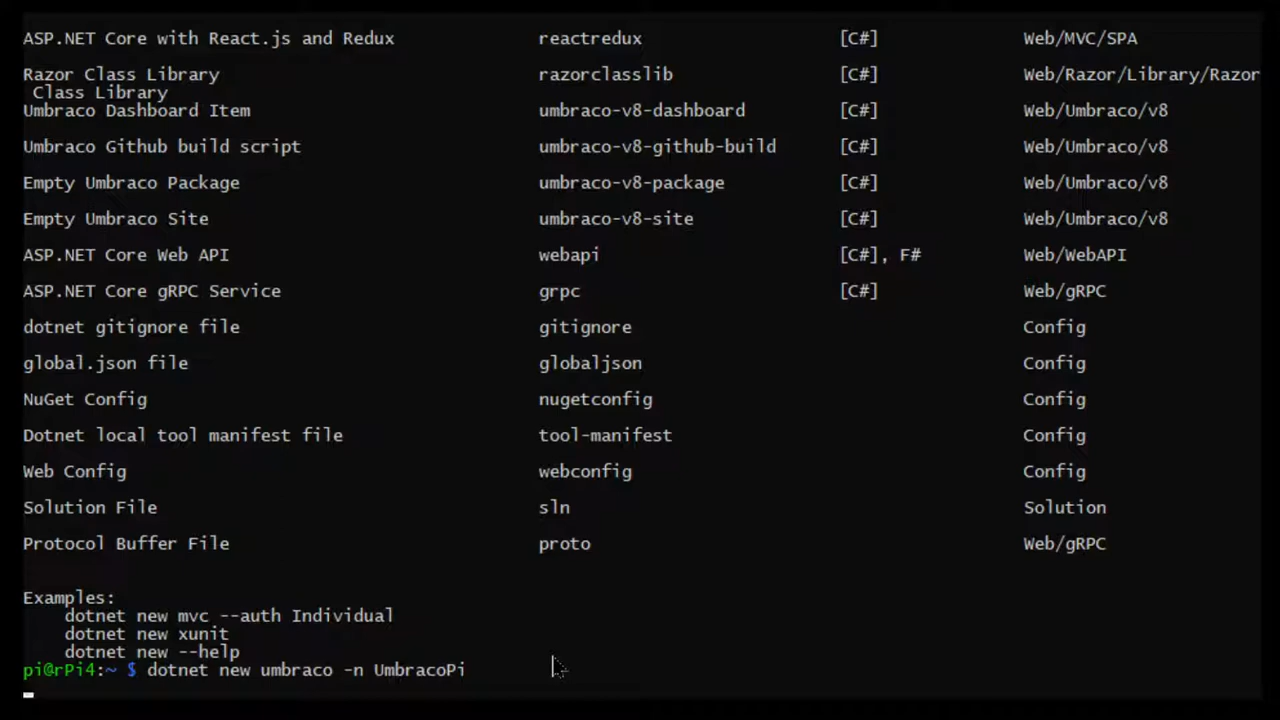 ASP.NET Core with React.js and Redux reactredux [C#] Web/MVC/SPA
Razor Class Library razorclasslib [C#] Web/Razor/Library/Razor
Class Library
Umbraco Dashboard Item umbraco-v8-dashboard [C#] Web/Umbraco/v8
Umbraco Github build script umbraco-v8-github-build [C#] Web/Umbraco/v8
Empty Umbraco Package umbraco-v8-package [C#] Web/Umbraco/v8
Empty Umbraco Site umbraco-v8-site [C#] Web/Umbraco/v8
ASP.NET Core Web API webapi [C#], F# Web/WebAPI
ASP.NET Core gRPC Service grpc [C#] Web/gRPC
dotnet gitignore file gitignore Config
global.json file globaljson Config
NuGet Config nugetconfig Config
Dotnet local tool manifest file tool-manifest Config
Web Config webconfig Config
Solution File sln Solution
Protocol Buffer File proto Web/gRPC
Examples:
dotnet new mvc --auth Individual
dotnet new xunit
dotnet new --help
pi@rPi4:~ $ dotnet new umbraco -n UmbracoPi